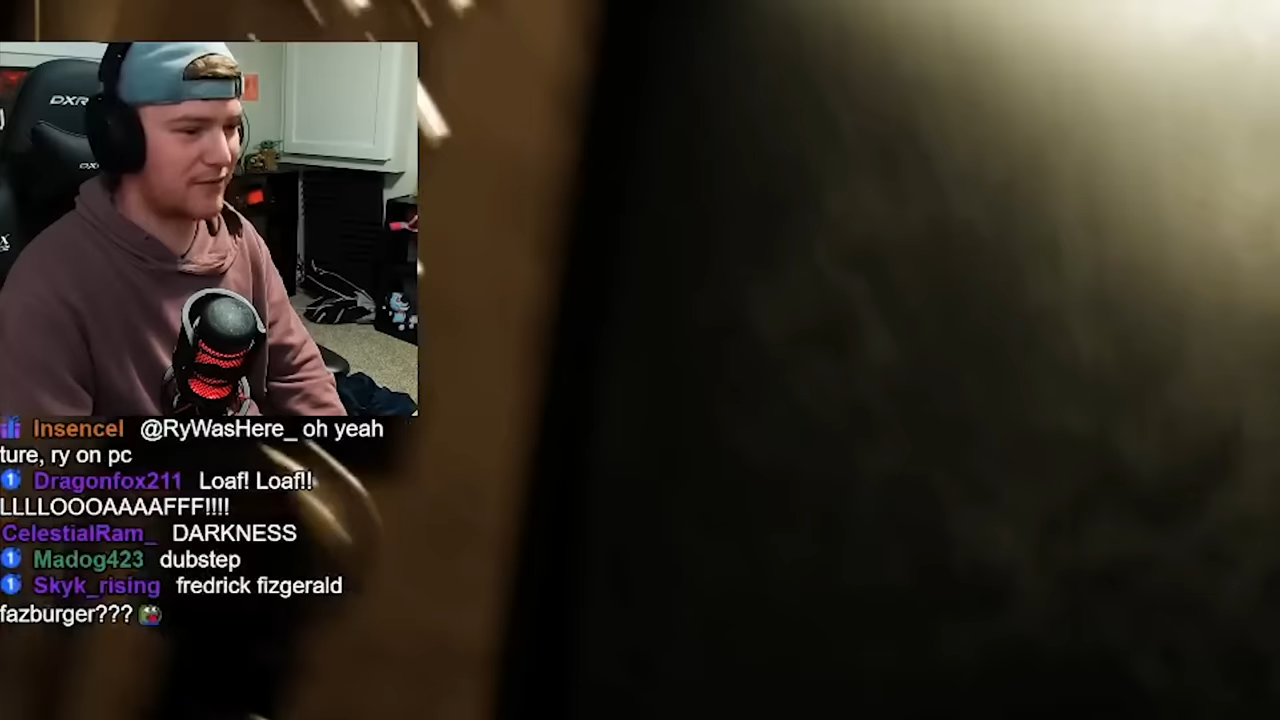 DXR
Insencel @RyWasHere_ oh yeah
ture, ry on pc
Dragonfox211 Loaf! Loaf!!
LLLLOOOAAAAFFF!!!!
CelestialRam_ DARKNESS
Madog423 dubstep
Skyk_rising fredrick fizgerald
fazburger???